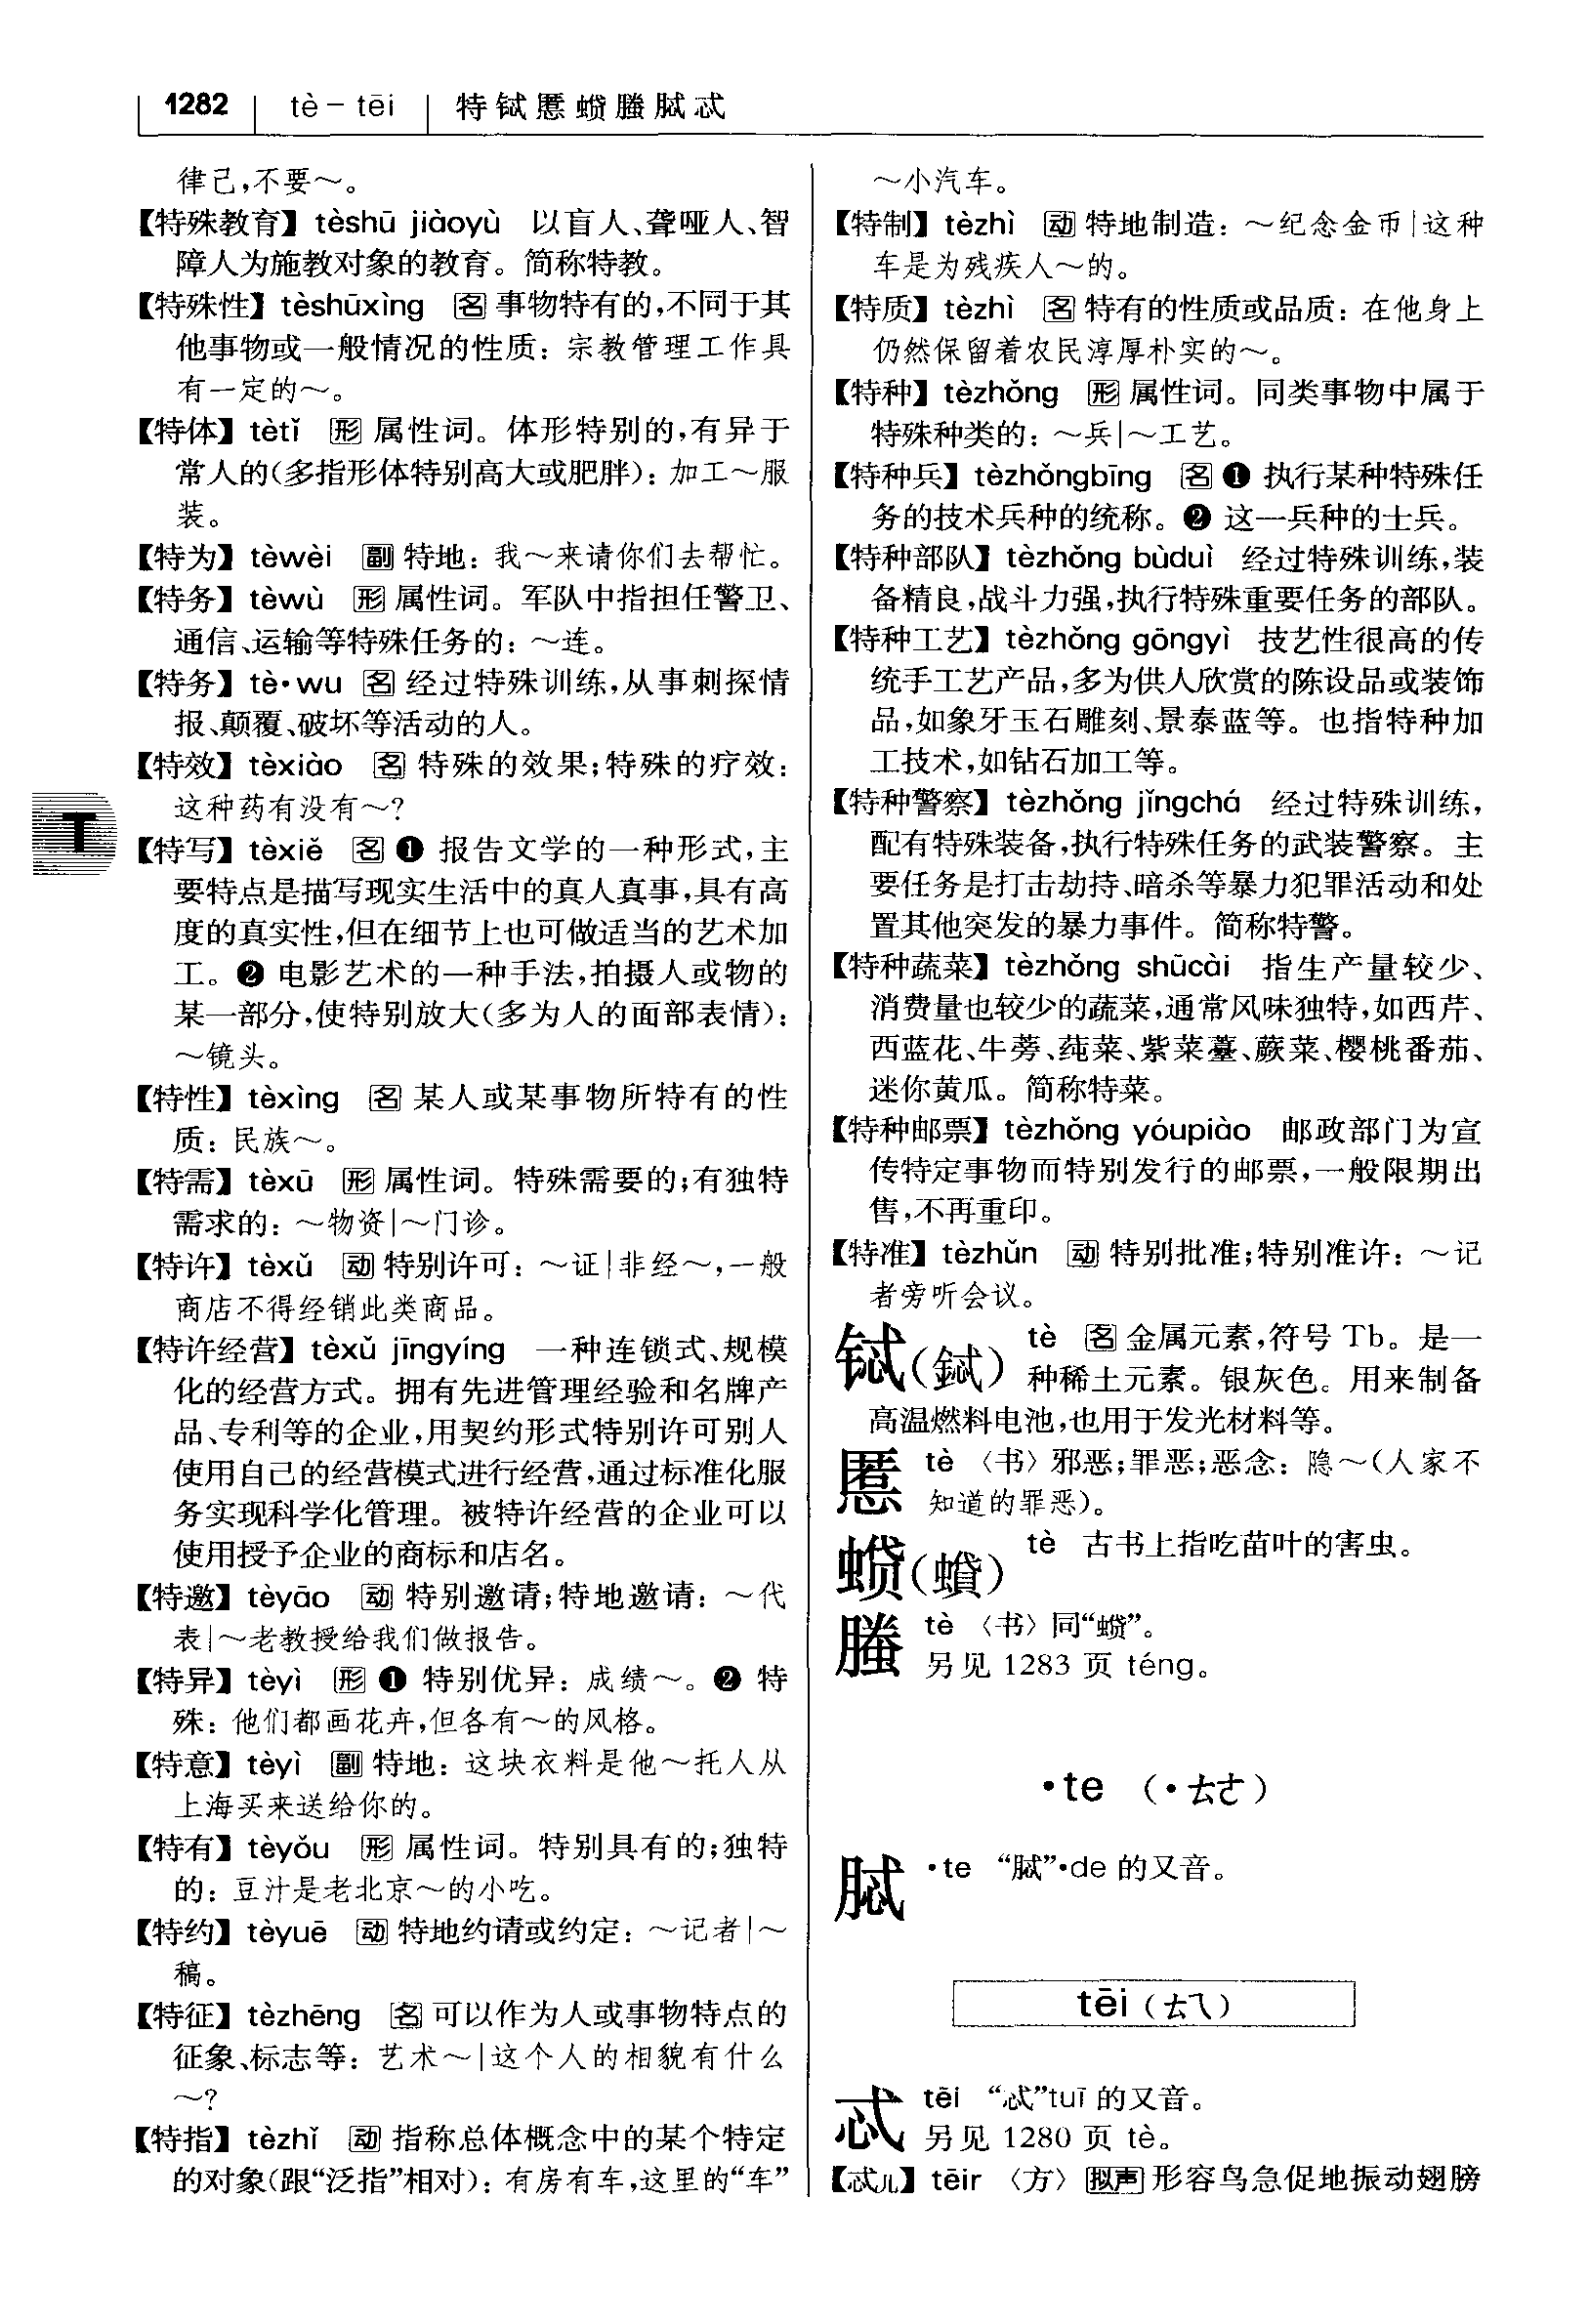 1282 tè－tēi 特铽慝蟘螣脦忒
律己，不要～。
【特殊教育】tèshū jiàoyù 以盲人、聋哑人、智
障人为施教对象的教育。简称特教。
【特殊性】tèshūxìng 名 事物特有的，不同于其
他事物或一般情况的性质：宗教管理工作具
有一定的～。
【特体】tètǐ 形 属性词。体形特别的，有异于
常人的（多指形体特别高大或肥胖）：加工～服
装。
【特为】tèwèi 副 特地：我～来请你们去帮忙。
【特务】tèwù 形 属性词。军队中指担任警卫、
通信、运输等特殊任务的：～连。
【特务】tè·wu 名 经过特殊训练，从事刺探情
报、颠覆、破坏等活动的人。
【特效】tèxiào 名 特殊的效果；特殊的疗效：
这种药有没有～？
T
【特写】tèxiě 名 ❶ 报告文学的一种形式，主
要特点是描写现实生活中的真人真事，具有高
度的真实性，但在细节上也可做适当的艺术加
工。❷ 电影艺术的一种手法，拍摄人或物的
某一部分，使特别放大（多为人的面部表情）：
～镜头。
【特性】tèxìng 名 某人或某事物所特有的性
质：民族～。
【特需】tèxū 形 属性词。特殊需要的；有独特
需求的：～物资|～门诊。
【特许】tèxǔ 动 特别许可：～证|非经～，一般
商店不得经销此类商品。
【特许经营】tèxǔ jīngyíng 一种连锁式、规模
化的经营方式。拥有先进管理经验和名牌产
品、专利等的企业，用契约形式特别许可别人
使用自己的经营模式进行经营，通过标准化服
务实现科学化管理。被特许经营的企业可以
使用授予企业的商标和店名。
【特邀】tèyāo 动 特别邀请；特地邀请：～代
表|～老教授给我们做报告。
【特异】tèyì 形 ❶ 特别优异：成绩～。❷ 特
殊：他们都画花卉，但各有～的风格。
【特意】tèyì 副 特地：这块衣料是他～托人从
上海买来送给你的。
【特有】tèyǒu 形 属性词。特别具有的；独特
的：豆汁是老北京～的小吃。
【特约】tèyuē 动 特地约请或约定：～记者|～
稿。
【特征】tèzhēng 名 可以作为人或事物特点的
征象、标志等：艺术～|这个人的相貌有什么
～？
【特指】tèzhǐ 动 指称总体概念中的某个特定
的对象（跟“泛指”相对）：有房有车，这里的“车”
～小汽车。
【特制】tèzhì 动 特地制造：～纪念金币|这种
车是为残疾人～的。
【特质】tèzhì 名 特有的性质或品质：在他身上
仍然保留着农民淳厚朴实的～。
【特种】tèzhǒng 形 属性词。同类事物中属于
特殊种类的：～兵|～工艺。
【特种兵】tèzhǒngbīng 名 ❶ 执行某种特殊任
务的技术兵种的统称。❷ 这一兵种的士兵。
【特种部队】tèzhǒng bùduì 经过特殊训练，装
备精良，战斗力强，执行特殊重要任务的部队。
【特种工艺】tèzhǒng gōngyì 技艺性很高的传
统手工艺产品，多为供人欣赏的陈设品或装饰
品，如象牙玉石雕刻、景泰蓝等。也指特种加
工技术，如钻石加工等。
【特种警察】tèzhǒng jǐngchá 经过特殊训练，
配有特殊装备，执行特殊任务的武装警察。主
要任务是打击劫持、暗杀等暴力犯罪活动和处
置其他突发的暴力事件。简称特警。
【特种蔬菜】tèzhǒng shūcài 指生产量较少、
消费量也较少的蔬菜，通常风味独特，如西芹、
西蓝花、牛蒡、莼菜、紫菜薹、蕨菜、樱桃番茄、
迷你黄瓜。简称特菜。
【特种邮票】tèzhǒng yóupiào 邮政部门为宣
传特定事物而特别发行的邮票，一般限期出
售，不再重印。
【特准】tèzhǔn 动 特别批准；特别准许：～记
者旁听会议。
铽（鋱） tè 名 金属元素，符号 Tb。是一
种稀土元素。银灰色。用来制备
高温燃料电池，也用于发光材料等。
慝 tè 〈书〉邪恶；罪恶；恶念：隐～（人家不
知道的罪恶）。
𫋌（蟘） tè 古书上指吃苗叶的害虫。
螣 tè 〈书〉同“𫋌”。
另见 1283 页 téng。
·te （·ㄊㄜ）
脦 ·te “脦”·de 的又音。
tēi（ㄊㄟ）
忒 tēi “忒”tuī 的又音。
另见 1280 页 tè。
【忒儿】tēir 〈方〉拟声 形容鸟急促地振动翅膀